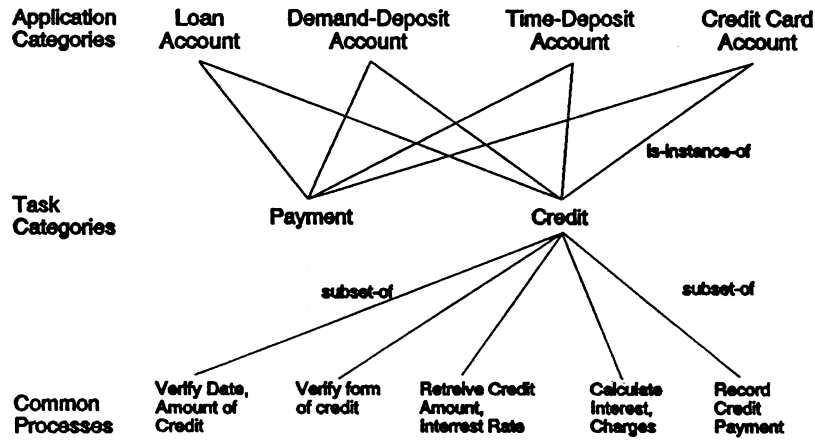 Application Categories
Loan Account
Demand-Deposit Account
Time-Deposit Account
Credit Card Account
is-instance-of
Task Categories
Payment
Credit
subset-of
subset-of
Common Processes
Verify Date,
Amount of
Credit
Verify form
of credit
Retreive Credit
Amount,
Interrest Rate
Calculate
Interest,
Charges
Record
Credit
Payment